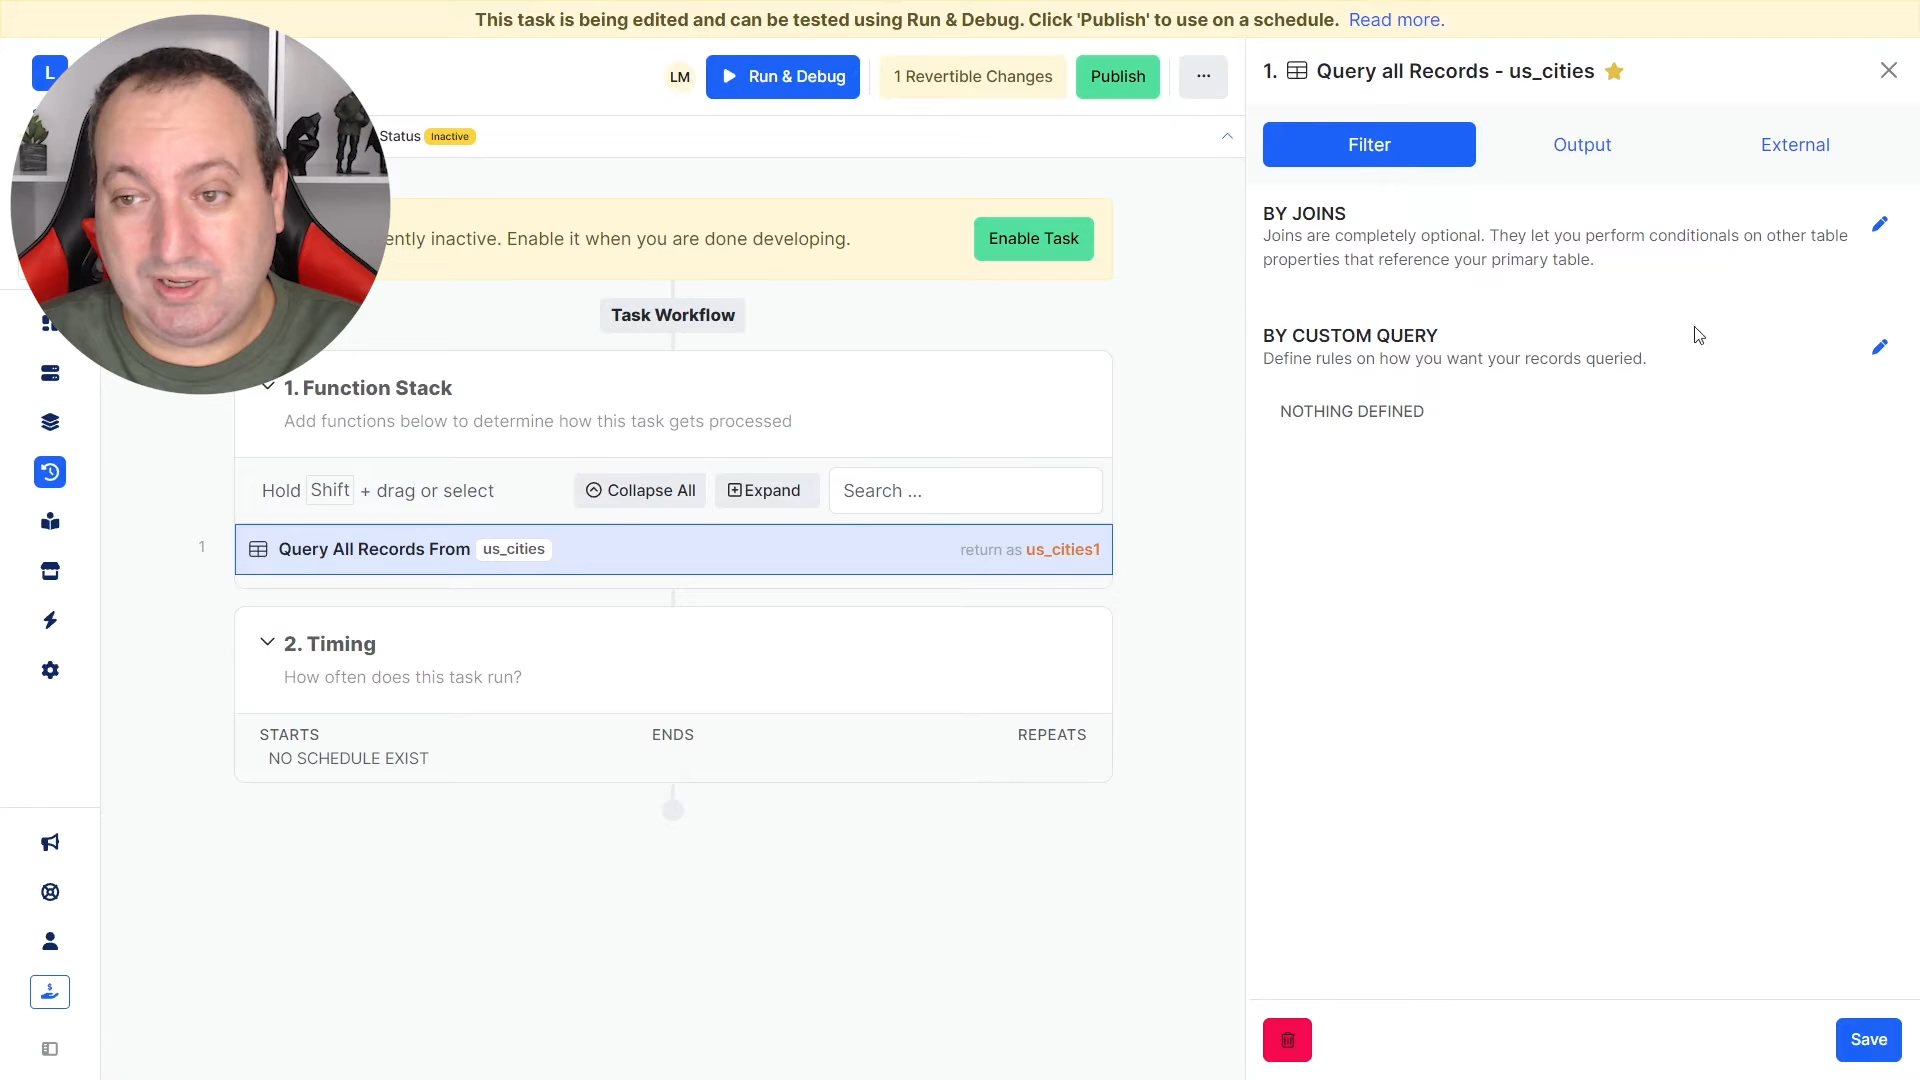 This task is being edited and can be tested using Run & Debug. Click 'Publish' to use on a schedule. Read more.
L
LM
Run & Debug
1 Revertible Changes
Publish
...
Status Inactive
ently inactive. Enable it when you are done developing.
Enable Task
Task Workflow
1. Function Stack
Add functions below to determine how this task gets processed
Hold Shift + drag or select
Collapse All
Expand
Search ...
1
Query All Records From us_cities
return as us_cities1
2. Timing
How often does this task run?
STARTS
ENDS
REPEATS
NO SCHEDULE EXIST
1. Query all Records - us_cities
Filter
Output
External
BY JOINS
Joins are completely optional. They let you perform conditionals on other table
properties that reference your primary table.
BY CUSTOM QUERY
Define rules on how you want your records queried.
NOTHING DEFINED
Save